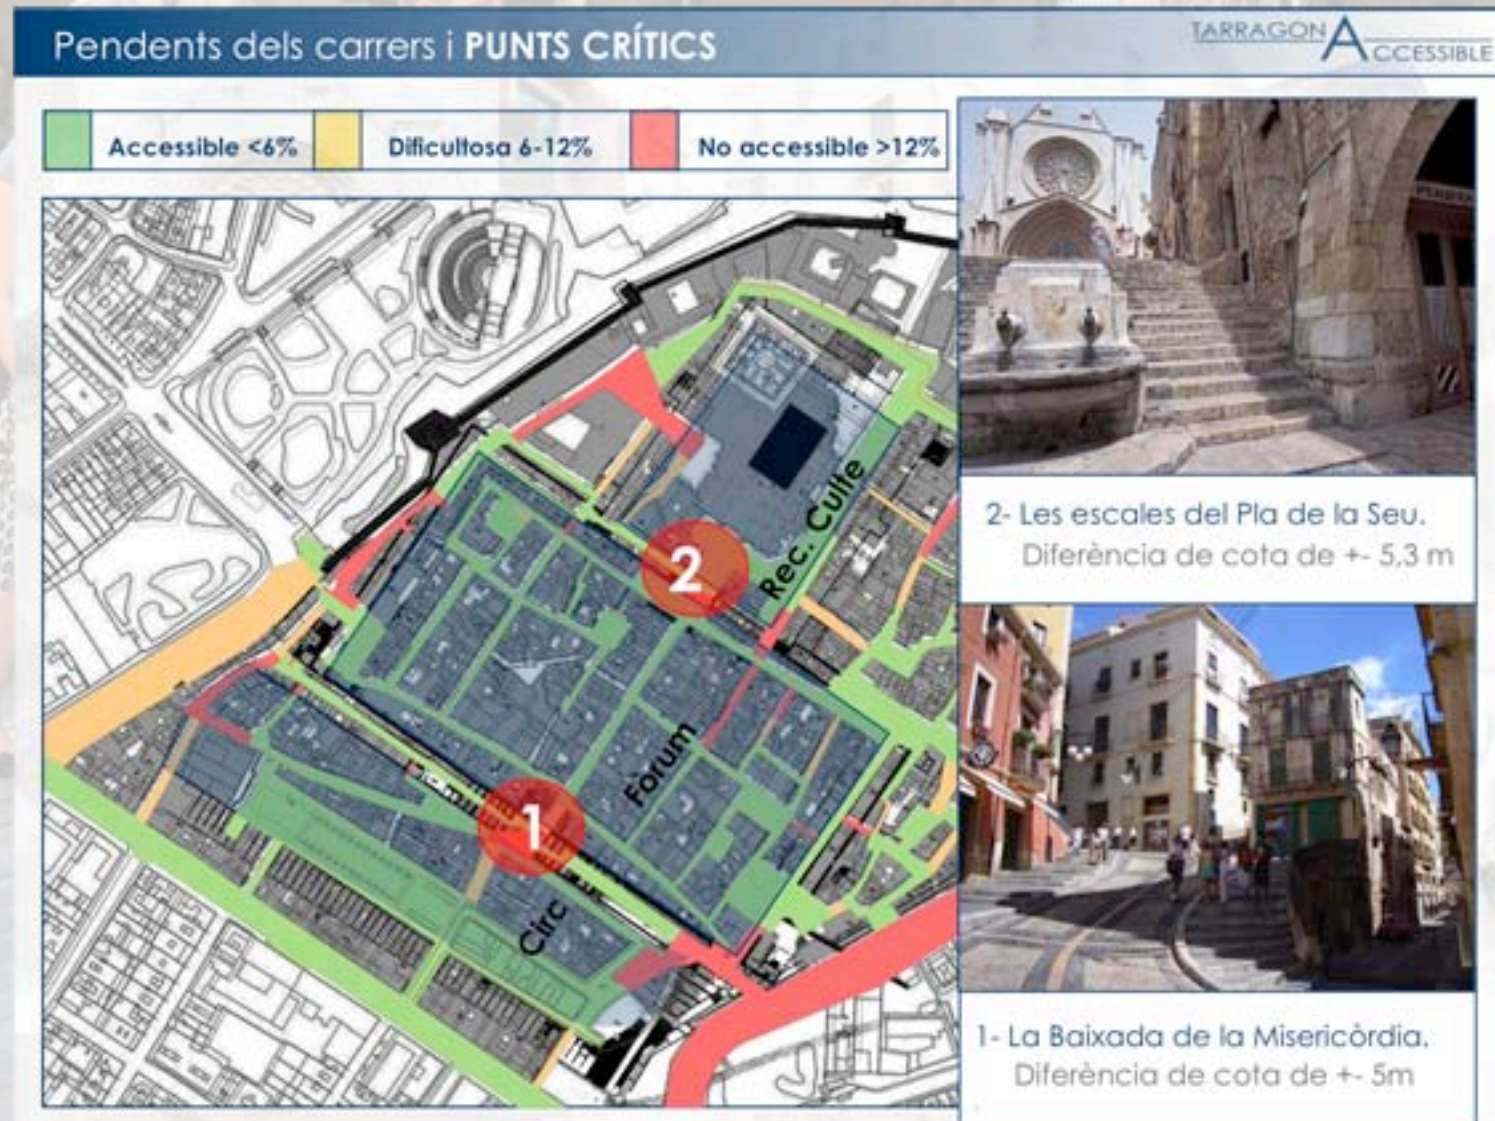 Pendents dels carrers i PUNTS CRÍTICS
TARRAGONACCESSIBLE
Accessible <6%
Dificultosa 6-12%
No accessible >12%
Rec. Culte
2
Forum
1
Circ
2- Les escales del Pla de la Seu.
Diferència de cota de +- 5,3 m
1- La Baixada de la Misericòrdia.
Diferència de cota de +- 5m